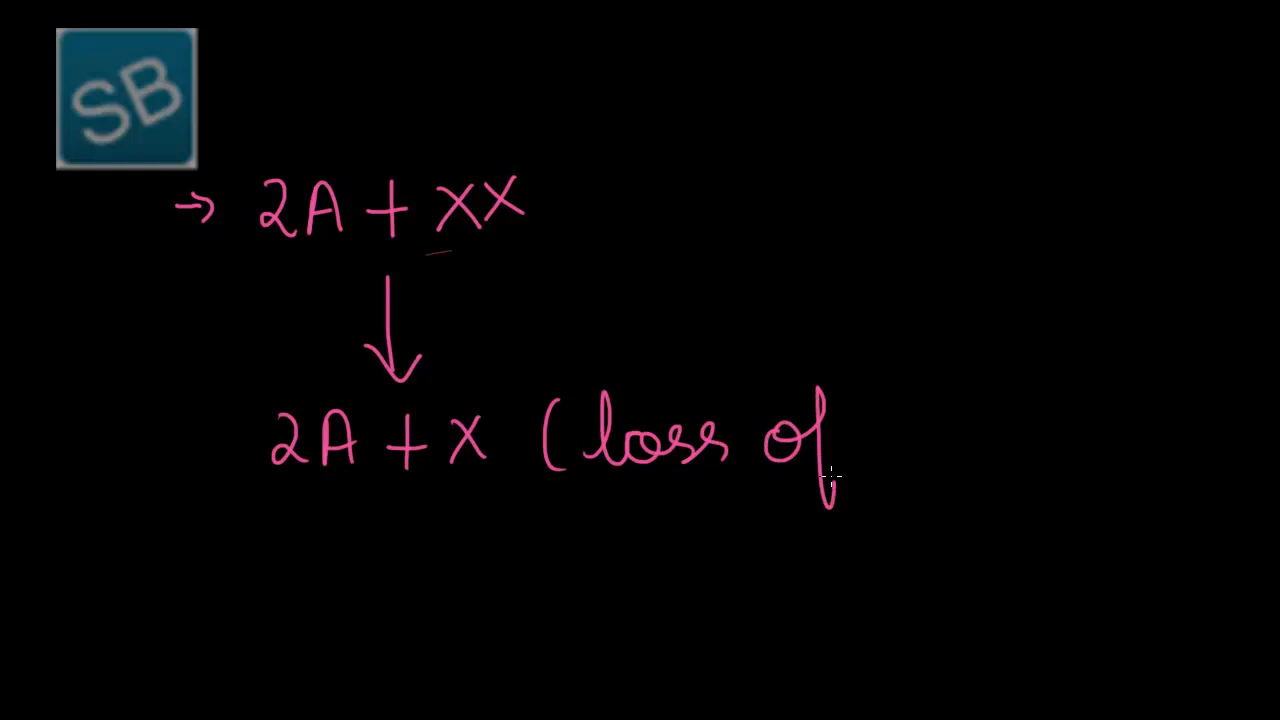 SB
→ 2A + XX
↓
2A + X (loss of